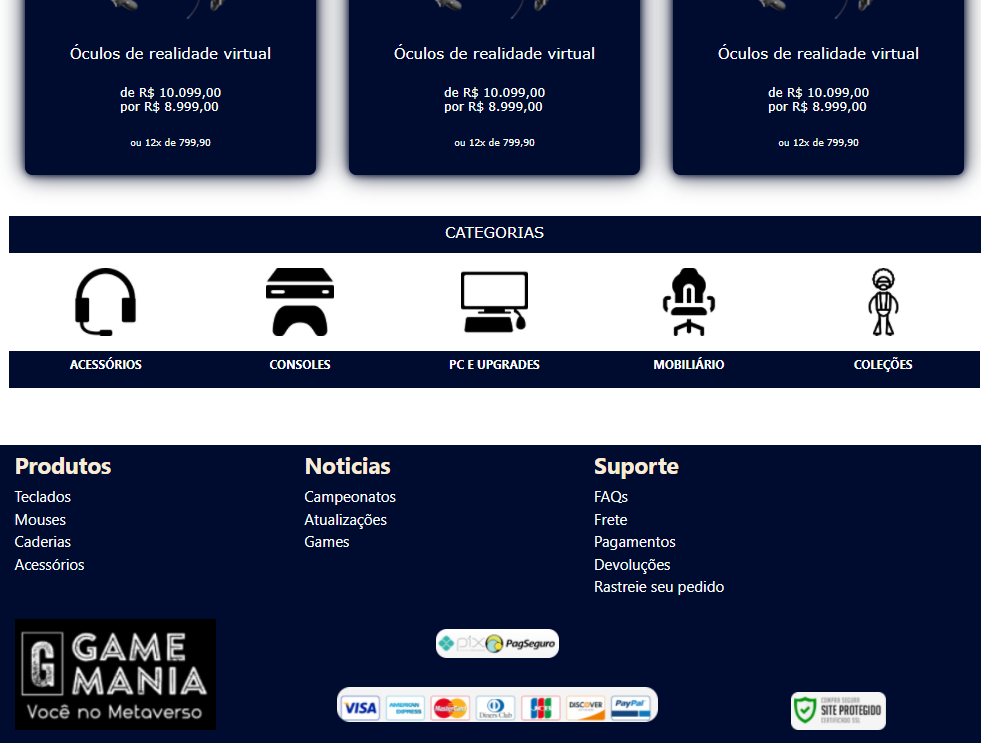 Óculos de realidade virtual Óculos de realidade virtual Óculos de realidade virtual
de R$ 10.099,00 de R$ 10.099,00 de R$ 10.099,00
por R$ 8.999,00 por R$ 8.999,00 por R$ 8.999,00
ou 12x de 799,90 ou 12x de 799,90 ou 12x de 799,90
CATEGORIAS
ACESSÓRIOS CONSOLES PC E UPGRADES MOBILIÁRIO COLEÇÕES
Produtos
Teclados
Mouses
Caderias
Acessórios
Noticias
Campeonatos
Atualizações
Games
Suporte
FAQs
Frete
Pagamentos
Devoluções
Rastreie seu pedido
G GAME
MANIA
Você no Metaverso
pix PagSeguro
VISA AMERICAN EXPRESS MasterCard Diners Club JCB DISCOVER PayPal
COMPRA SEGURA
SITE PROTEGIDO
CERTIFICADO SSL